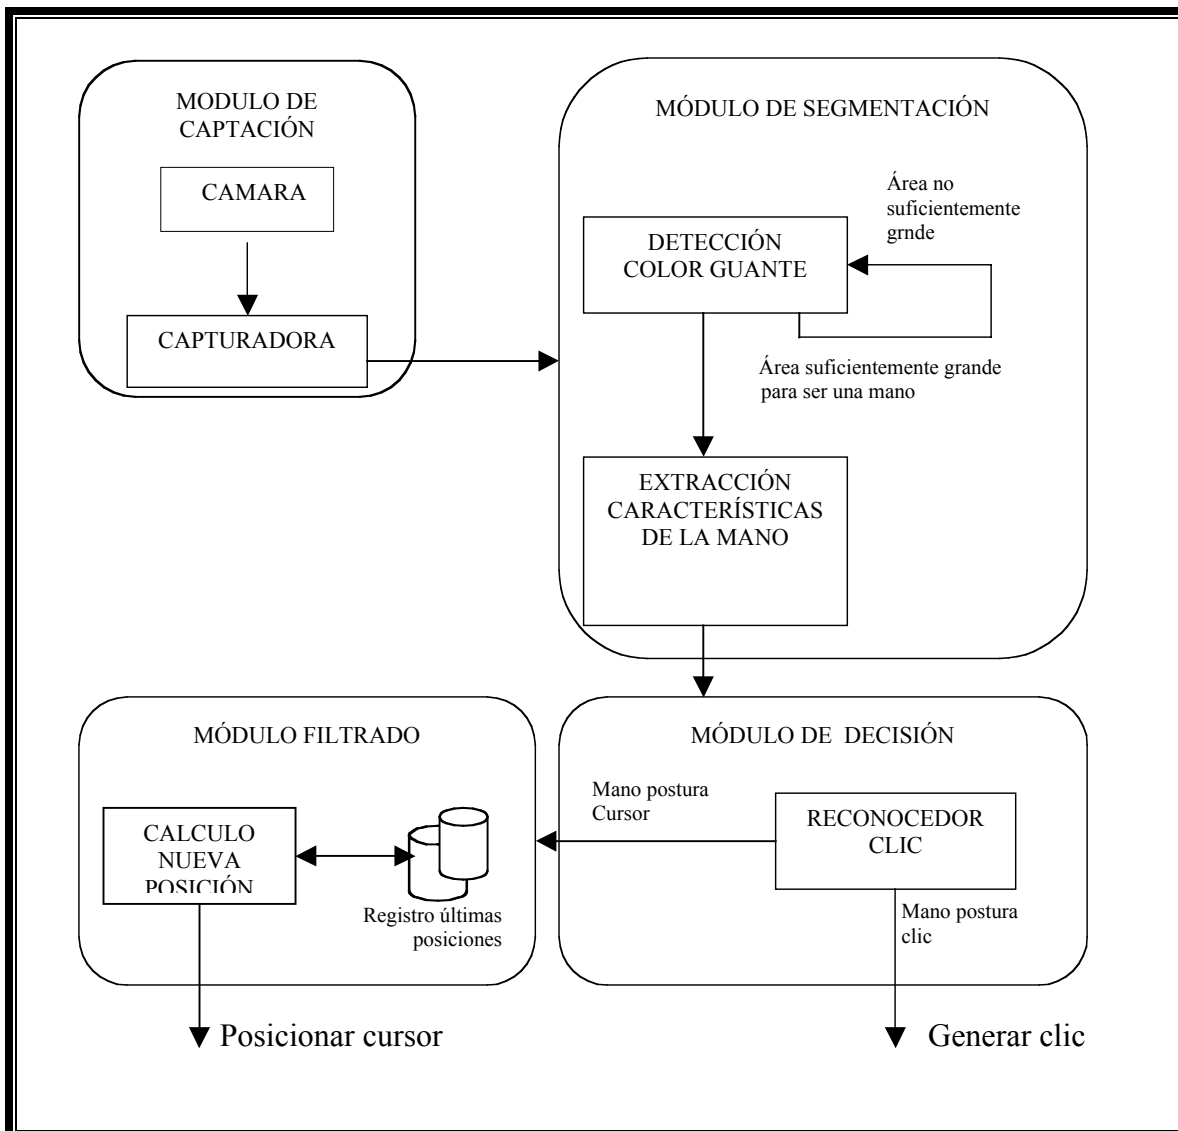 MODULO DE
CAPTACIÓN
CAMARA
CAPTURADORA
MÓDULO DE SEGMENTACIÓN
Área no
suficientemente
grnde
DETECCIÓN
COLOR GUANTE
Área suficientemente grande
para ser una mano
EXTRACCIÓN
CARACTERÍSTICAS
DE LA MANO
MÓDULO FILTRADO
CALCULO
NUEVA
POSICIÓN
Registro últimas
posiciones
MÓDULO DE DECISIÓN
Mano postura
Cursor
RECONOCEDOR
CLIC
Mano postura
clic
Posicionar cursor
Generar clic